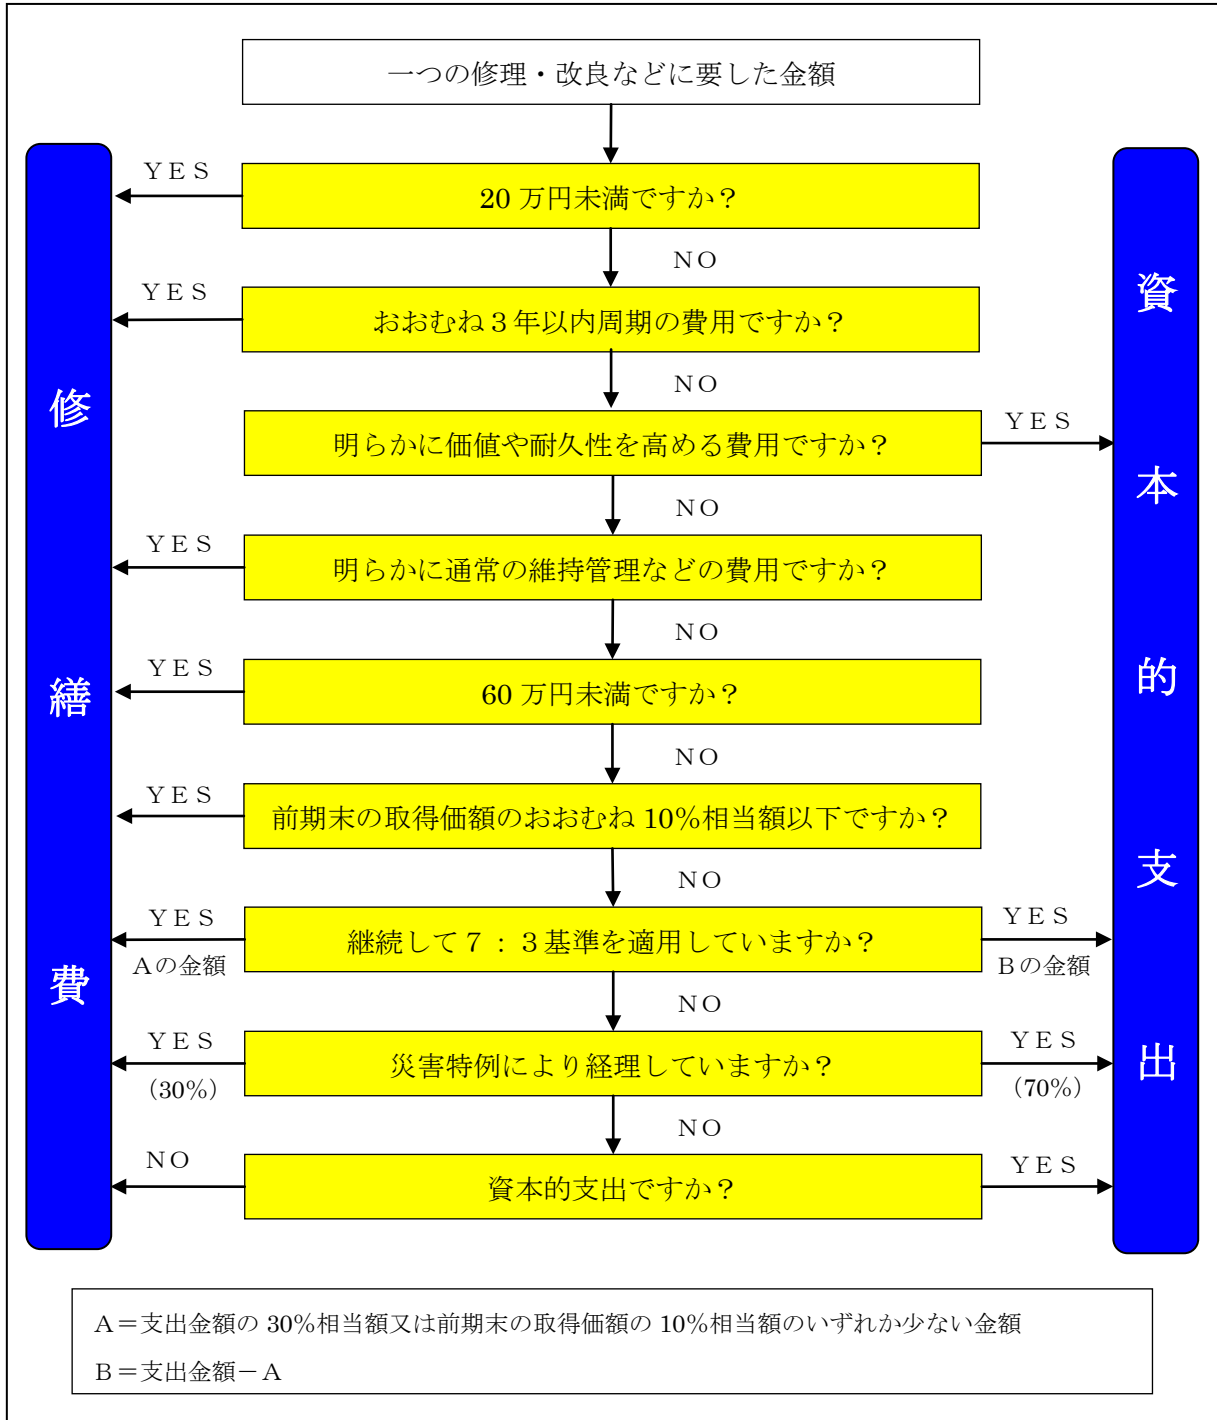 一つの修理・改良などに要した金額
YES
20万円未満ですか？
NO
YES
おおむね３年以内周期の費用ですか？
NO
明らかに価値や耐久性を高める費用ですか？
YES
NO
YES
明らかに通常の維持管理などの費用ですか？
NO
YES
60万円未満ですか？
NO
YES
前期末の取得価額のおおむね10％相当額以下ですか？
NO
YES
Ａの金額
継続して７：３基準を適用していますか？
YES
Ｂの金額
NO
YES
（30％）
災害特例により経理していますか？
YES
（70％）
NO
NO
資本的支出ですか？
YES
修繕費
資本的支出
Ａ＝支出金額の30％相当額又は前期末の取得価額の10％相当額のいずれか少ない金額
Ｂ＝支出金額－Ａ